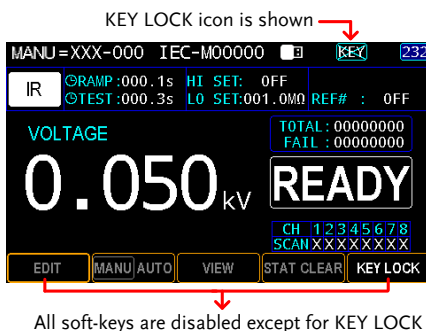 KEY LOCK icon is shown
MANU=XXX-000 IEC-M00000 KEY 232
IR RAMP:000.1s HI SET: OFF
TEST:000.3s LO SET:001.0MΩ REF# : OFF
VOLTAGE TOTAL:00000000
FAIL :00000000
0.050kV READY
CH 12345678
SCAN XXXXXXXX
EDIT MANU AUTO VIEW STAT CLEAR KEY LOCK
All soft-keys are disabled except for KEY LOCK